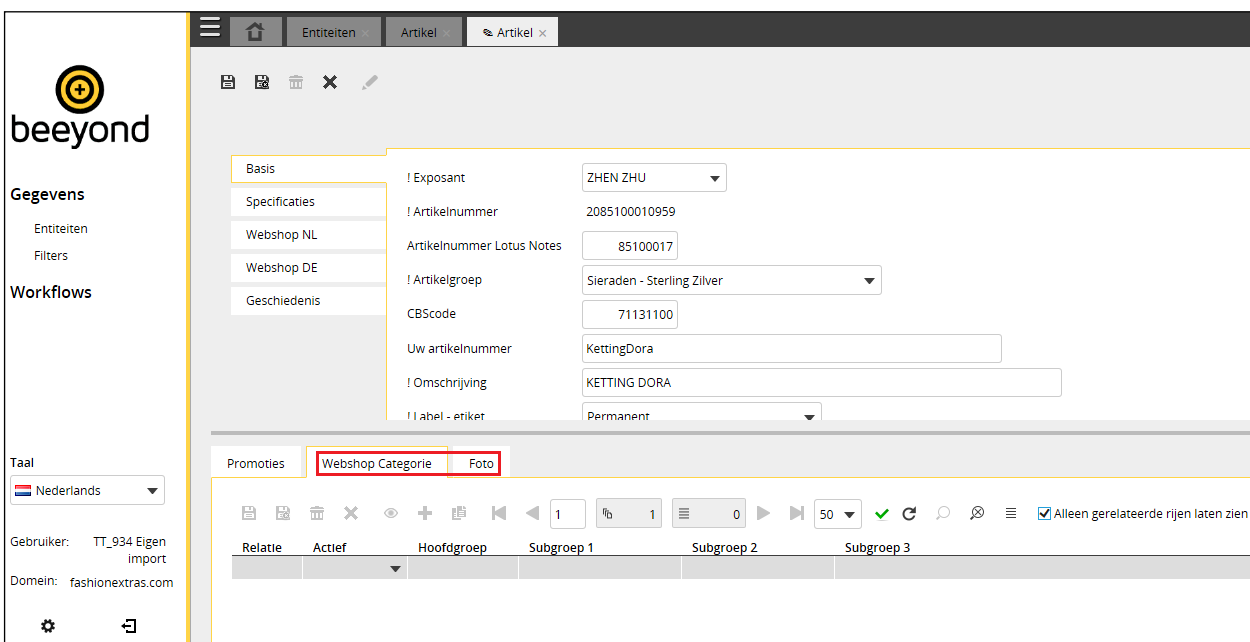 Entiteiten ×
Artikel ×
Artikel ×
beeyond
Gegevens
Entiteiten
Filters
Workflows
Basis
Specificaties
Webshop NL
Webshop DE
Geschiedenis
! Exposant ZHEN ZHU
! Artikelnummer 2085100010959
Artikelnummer Lotus Notes 85100017
! Artikelgroep Sieraden - Sterling Zilver
CBScode 71131100
Uw artikelnummer KettingDora
! Omschrijving KETTING DORA
! Label - etiket Permanent
Taal
Nederlands
Gebruiker: TT_934 Eigen
import
Domein: fashionextras.com
Promoties Webshop Categorie Foto
1 1 0 50 Alleen gerelateerde rijen laten zien
Relatie Actief Hoofdgroep Subgroep 1 Subgroep 2 Subgroep 3